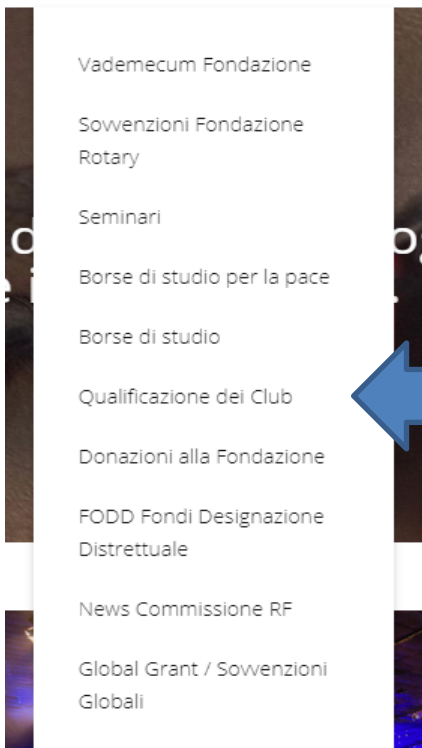 Vademecum Fondazione
Sovvenzioni Fondazione
Rotary
Seminari
Borse di studio per la pace
Borse di studio
Qualificazione dei Club
Donazioni alla Fondazione
FODD Fondi Designazione
Distrettuale
News Commissione RF
Global Grant / Sovvenzioni
Globali